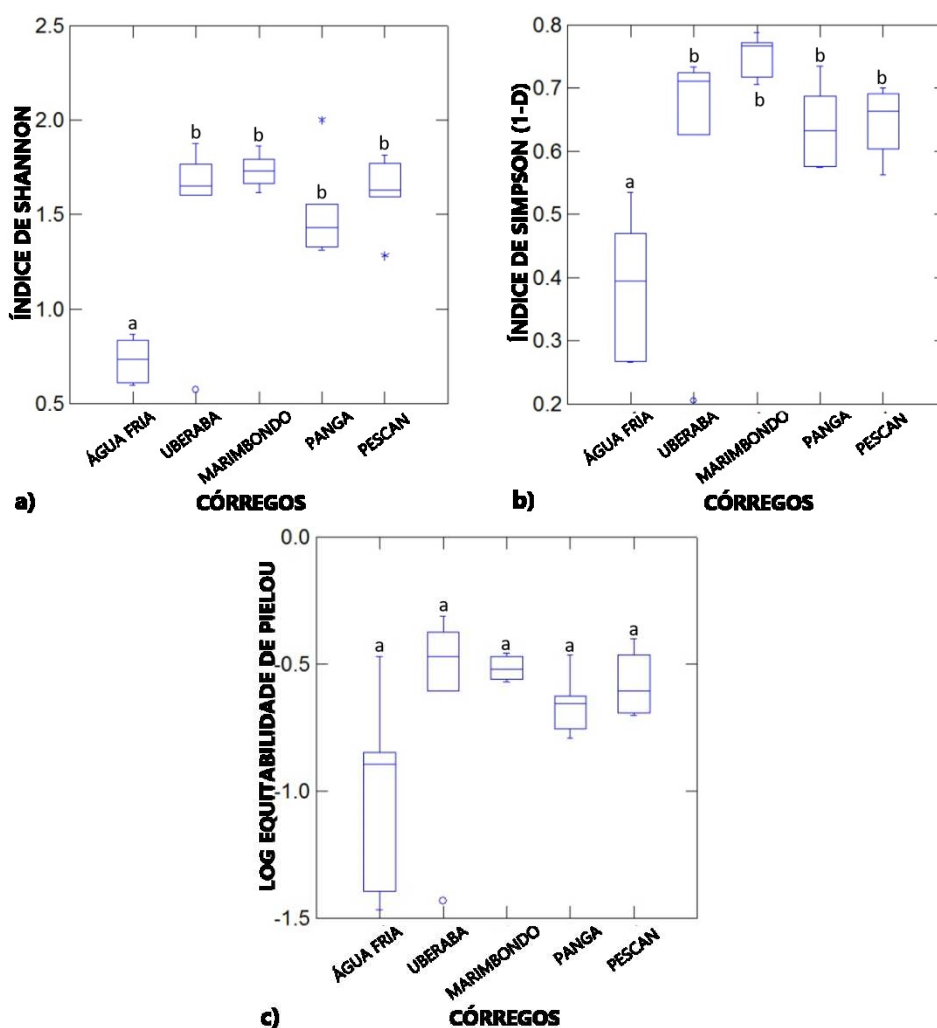 ÍNDICE DE SHANNON
2.5
2.0
1.5
1.0
0.5
a
b
b
b
b
ÁGUA FRIA
UBERABA
MARIMBONDO
PANGA
PESCAN
a)
CÓRREGOS
ÍNDICE DE SIMPSON (1-D)
0.8
0.7
0.6
0.5
0.4
0.3
0.2
a
b
b
b
b
ÁGUA FRIA
UBERABA
MARIMBONDO
PANGA
PESCAN
b)
CÓRREGOS
LOG EQUITABILIDADE DE PIELOU
0.0
-0.5
-1.0
-1.5
a
a
a
a
a
ÁGUA FRIA
UBERABA
MARIMBONDO
PANGA
PESCAN
c)
CÓRREGOS